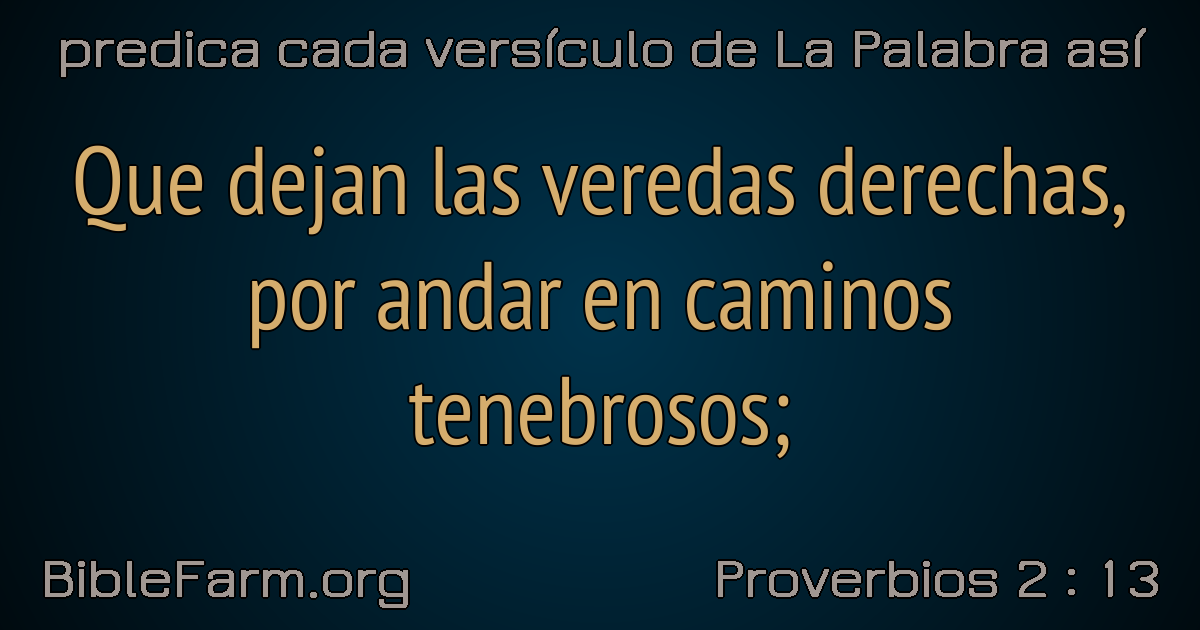 predica cada versículo de La Palabra así
Que dejan las veredas derechas,
por andar en caminos
tenebrosos;
BibleFarm.org
Proverbios 2 : 13